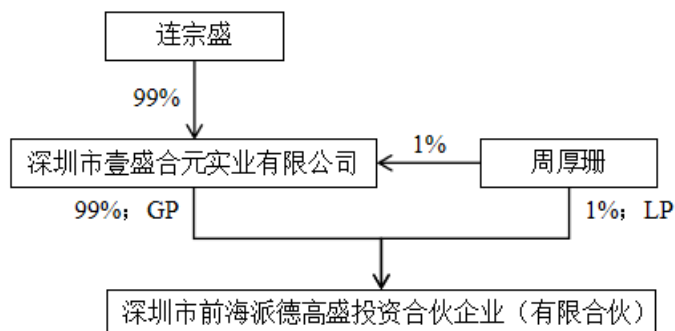 连宗盛
99%
深圳市壹盛合元实业有限公司
1%
周厚珊
99%；GP
1%；LP
深圳市前海派德高盛投资合伙企业（有限合伙）